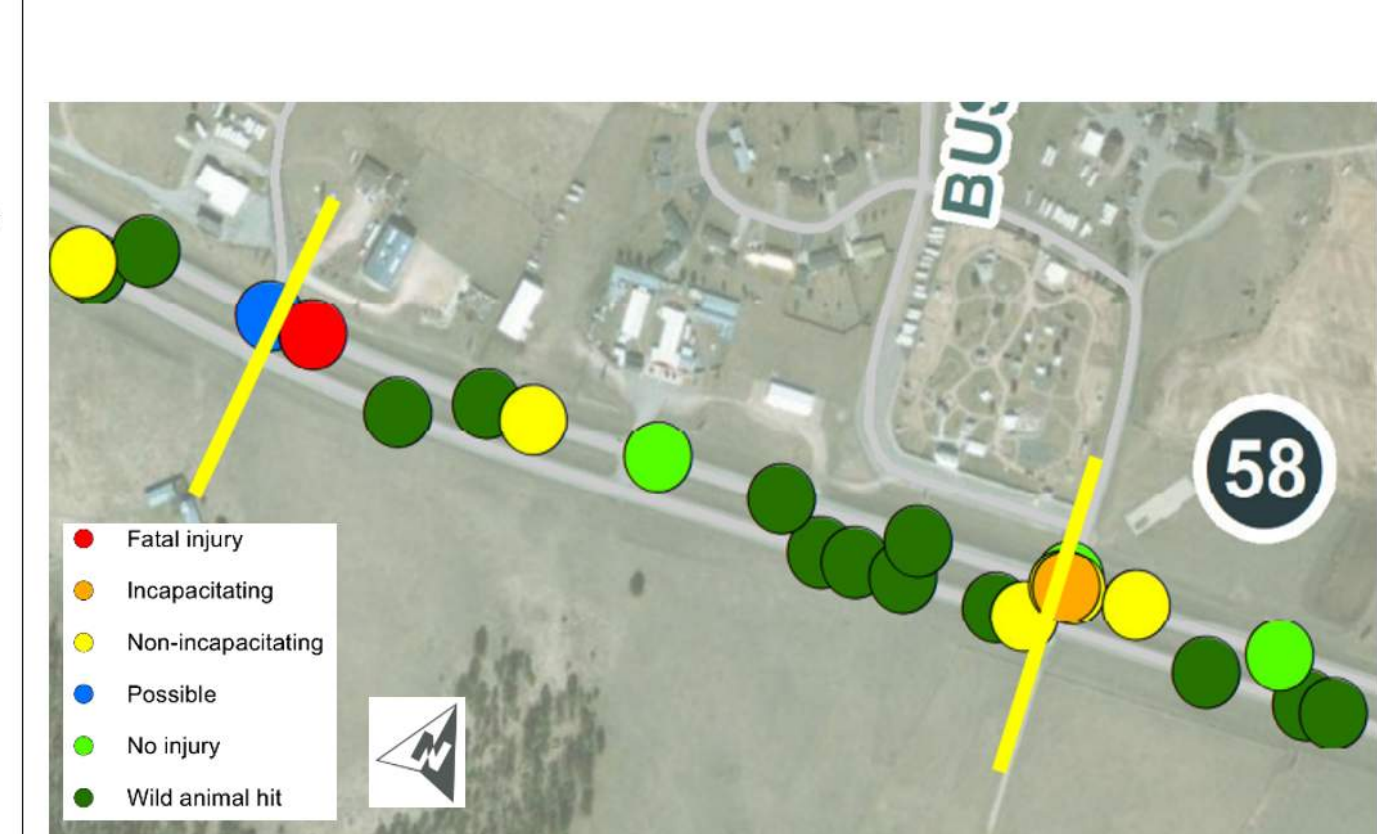 BUS
58
Fatal injury
Incapacitating
Non-incapacitating
Possible
No injury
Wild animal hit
N